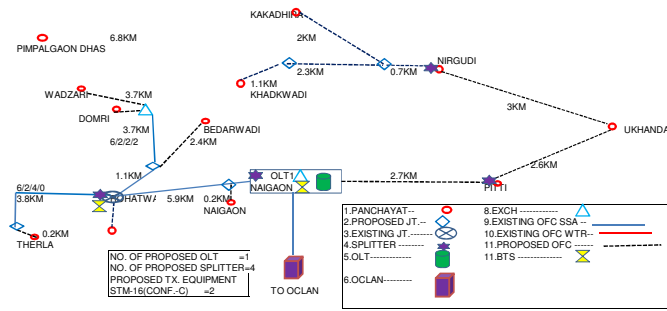 KAKADHIRA
6.8KM
PIMPALGAON DHAS
2KM
NIRGUDI
2.3KM
0.7KM
1.1KM
KHADKWADI
WADZARI
3.7KM
DOMRI
3KM
BEDARWADI
3.7KM
2.4KM
6/2/2/2
UKHANDA
2.6KM
1.1KM
OLT1
NAIGAON
2.7KM
PITTI
6/2/4/0
3.8KM
5.9KM
0.2KM
NAIGAON
0.2KM
THERLA
NO. OF PROPOSED OLT =1
NO. OF PROPOSED SPLITTER=4
PROPOSED TX. EQUIPMENT
STM-16(CONF.-C) =2
TO OCLAN
1.PANCHAYAT--
2.PROPOSED JT.--
3.EXISTING JT.------
4.SPLITTER --------
5.OLT------------
6.OCLAN---------
8.EXCH ------------
9.EXISTING OFC SSA --
10.EXISTING OFC WTR--
11.PROPOSED OFC ------
11.BTS------------